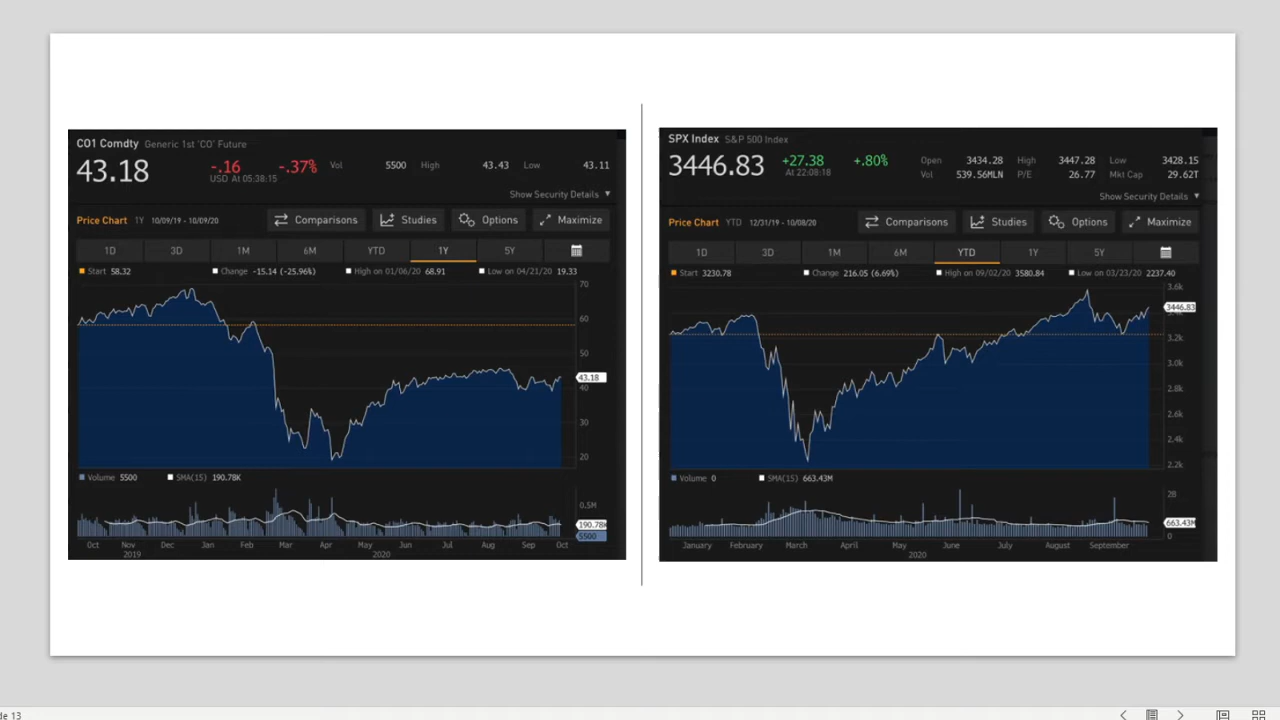 CO1 Comdty Generic 1st 'CO' Future
43.18 -.16 -.37% Vol 5500 High 43.43 Low 43.11
USD At 05:38:15
Show Security Details ▼
Price Chart 1Y 10/09/19 - 10/09/20 Comparisons Studies Options Maximize
1D 3D 1M 6M YTD 1Y 5Y
Start 58.32 Change -15.14 (-25.96%) High on 01/06/20 68.91 Low on 04/21/20 19.33
70
60
50
43.18
40
30
20
Volume 5500 SMA(15) 190.78K
0.5M
190.78K
5500
Oct Nov Dec Jan Feb Mar Apr May Jun Jul Aug Sep Oct
2019 2020
SPX Index S&P 500 Index
3446.83 +27.38 +.80% Open 3434.28 High 3447.28 Low 3428.15
At 22:08:18 Vol 539.56MLN P/E 26.77 Mkt Cap 29.62T
Show Security Details ▼
Price Chart YTD 12/31/19 - 10/08/20 Comparisons Studies Options Maximize
1D 3D 1M 6M YTD 1Y 5Y
Start 3230.78 Change 216.05 (6.69%) High on 09/02/20 3580.84 Low on 03/23/20 2237.40
3.6k
3446.83
3.2k
3.0k
2.8k
2.6k
2.4k
2.2k
Volume 0 SMA(15) 663.43M
2B
663.43M
0
January February March April May June July August September
2020
de 13